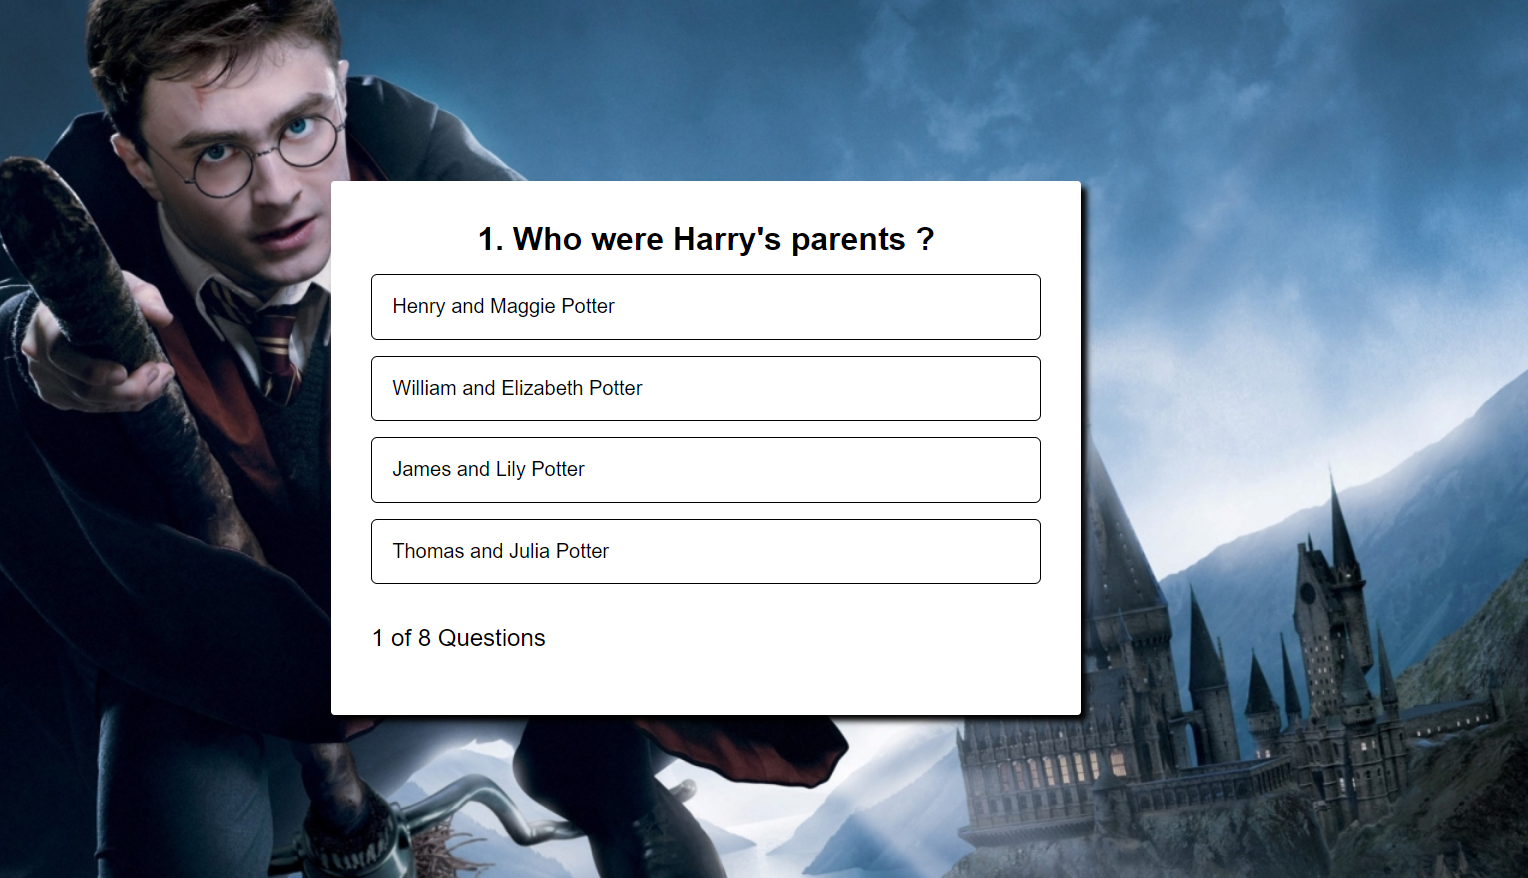 1. Who were Harry's parents ?
Henry and Maggie Potter
William and Elizabeth Potter
James and Lily Potter
Thomas and Julia Potter
1 of 8 Questions